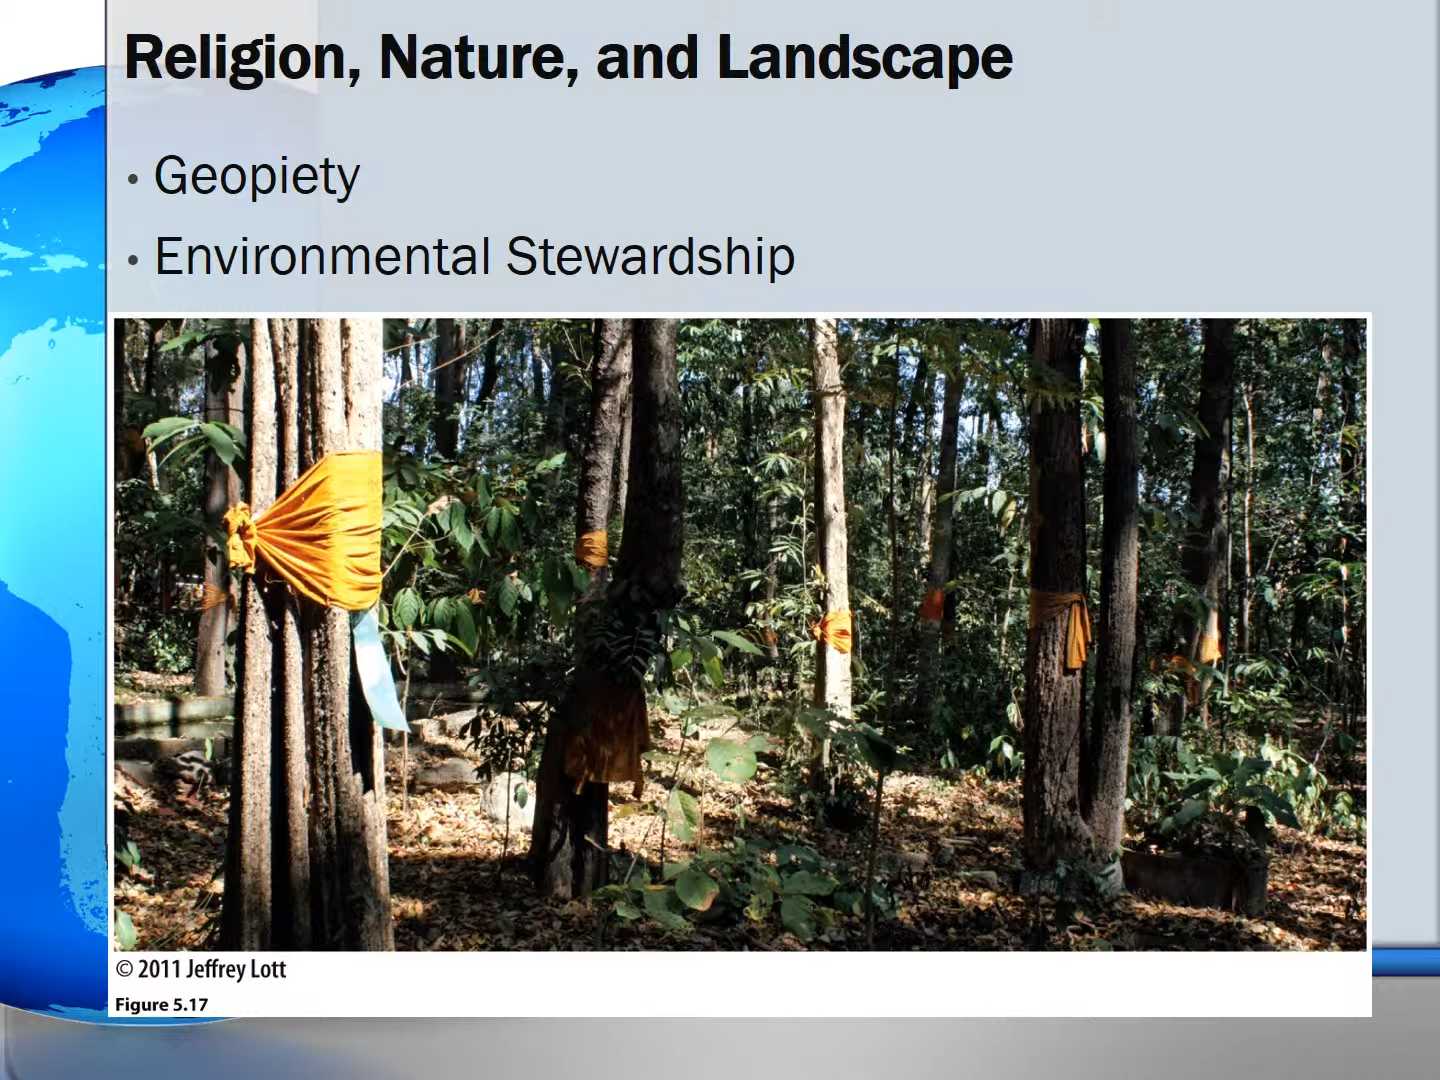 Religion, Nature, and Landscape
• Geopiety
• Environmental Stewardship
© 2011 Jeffrey Lott
Figure 5.17